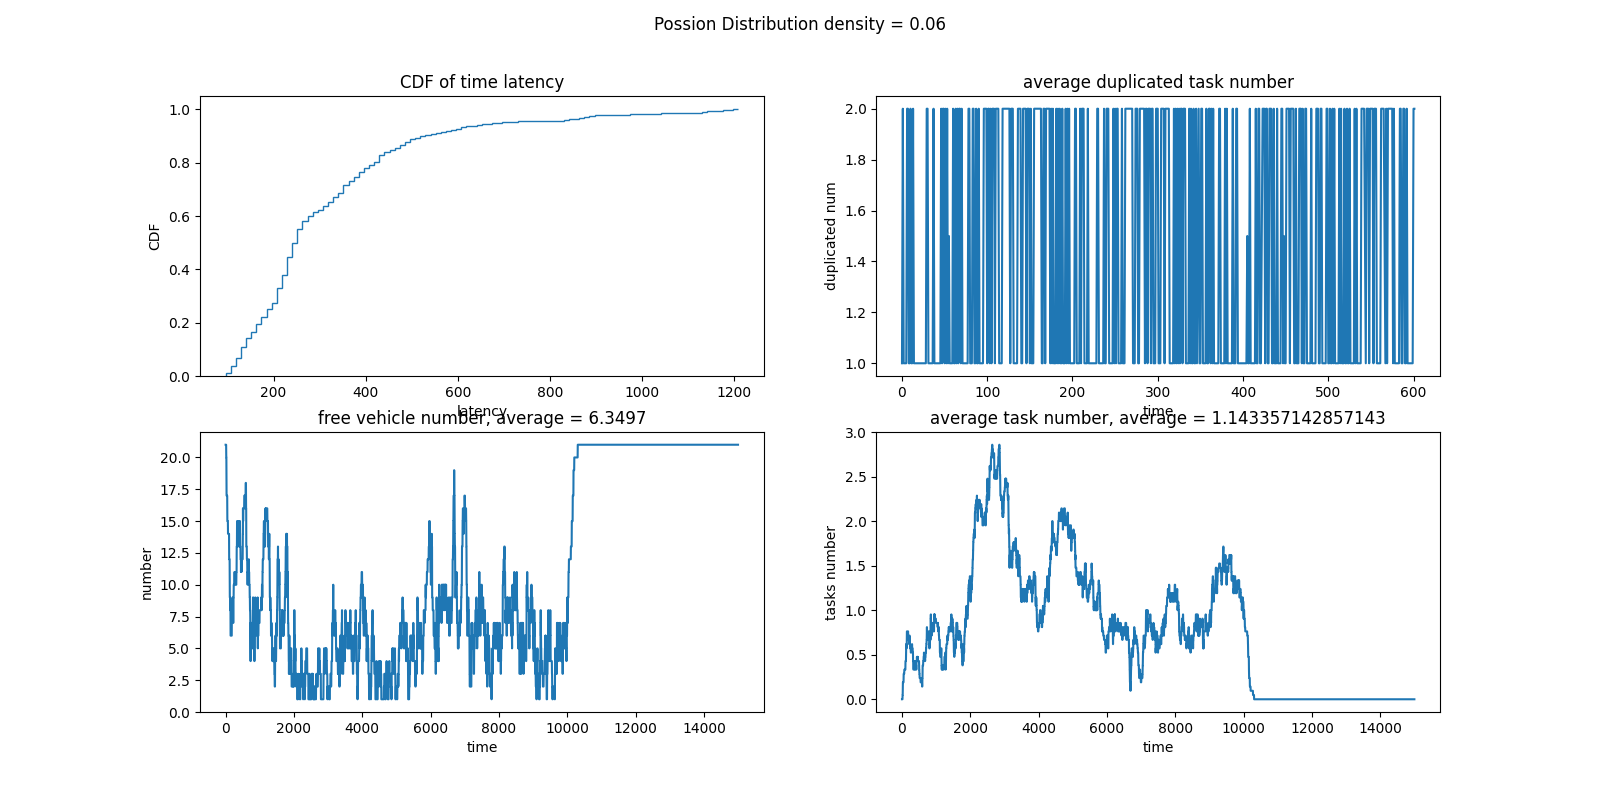 Possion Distribution density = 0.06
CDF of time latency
1.0
0.8
0.6
0.4
0.2
0.0
CDF
200 400 600 800 1000 1200
latency
average duplicated task number
2.0
1.8
1.6
1.4
1.2
1.0
duplicated num
0 100 200 300 400 500 600
time
free vehicle number, average = 6.3497
20.0
17.5
15.0
12.5
10.0
7.5
5.0
2.5
0.0
number
0 2000 4000 6000 8000 10000 12000 14000
time
average task number, average = 1.143357142857143
3.0
2.5
2.0
1.5
1.0
0.5
0.0
tasks number
0 2000 4000 6000 8000 10000 12000 14000
time